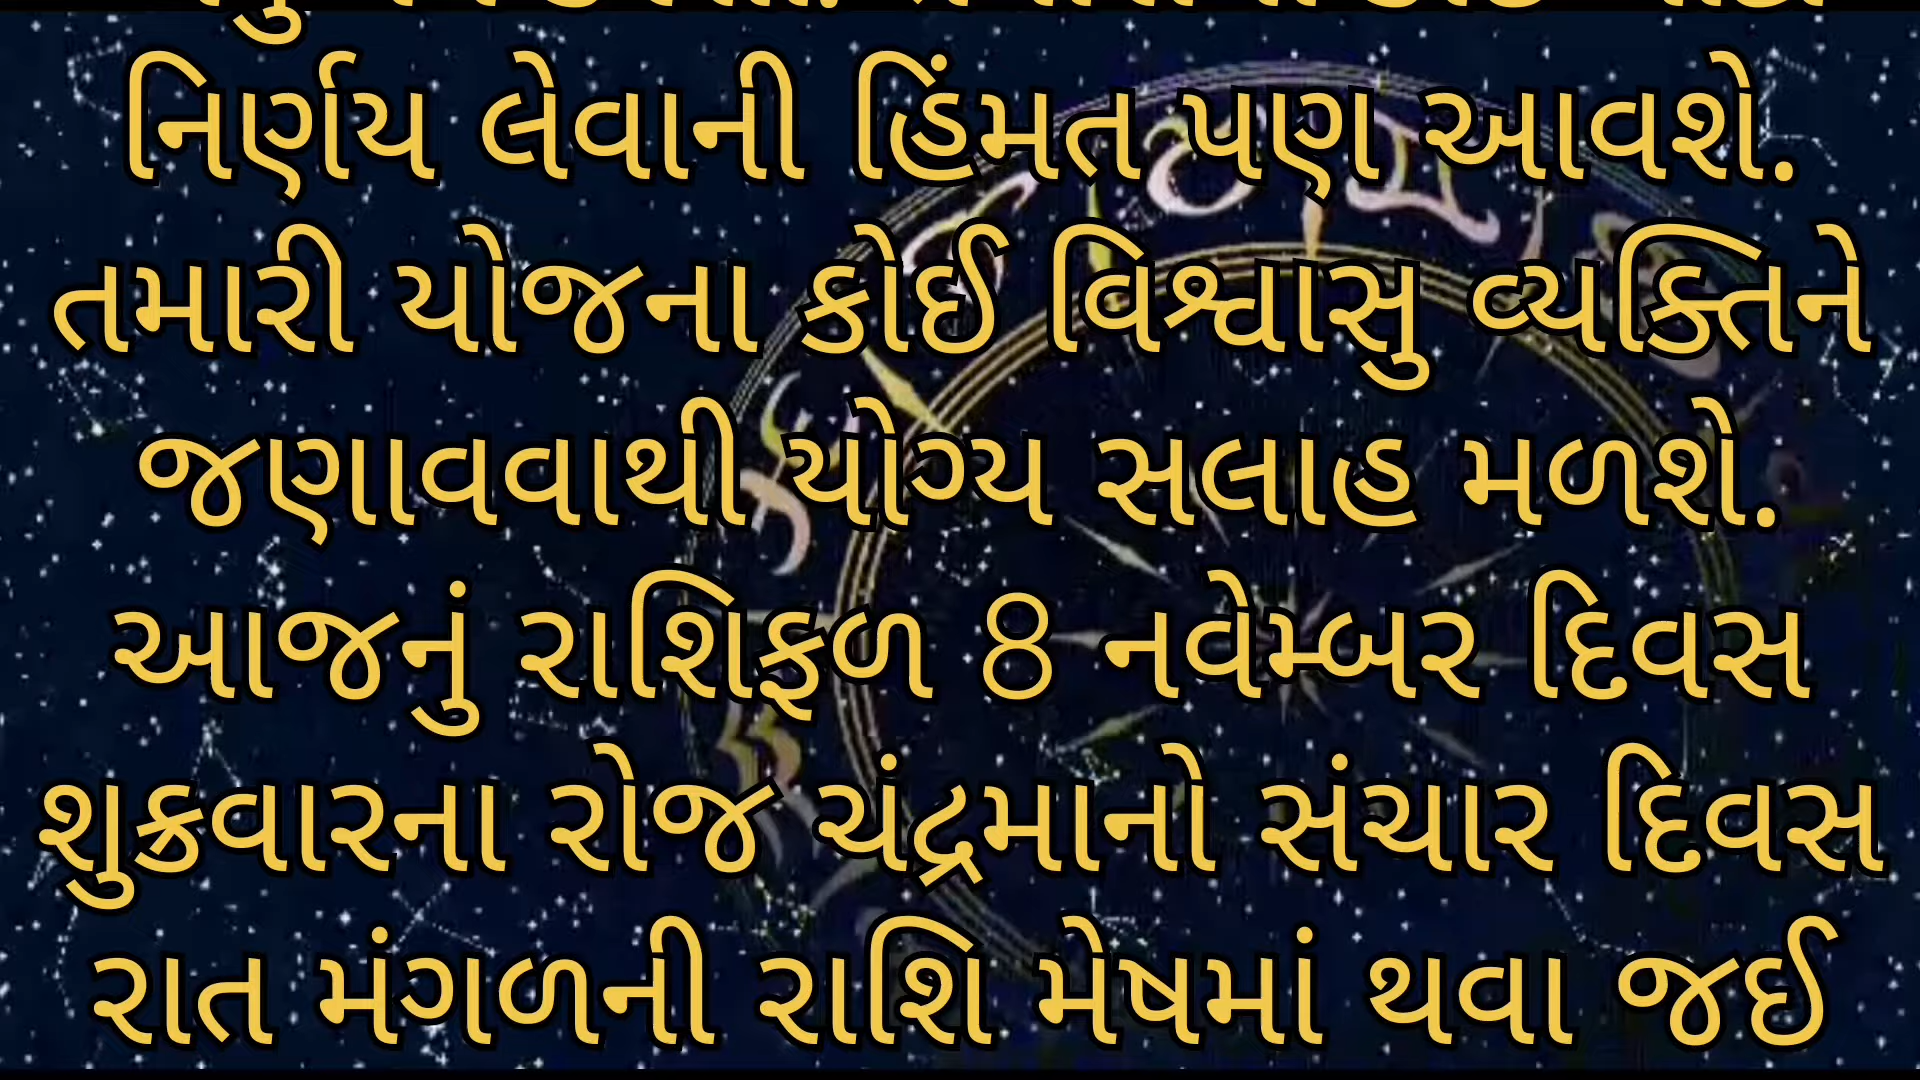 નિર્ણય લેવાની હિંમત પણ આવશે.
તમારી યોજના કોઈ વિશ્વાસુ વ્યક્તિને
જણાવવાથી યોગ્ય સલાહ મળશે.
આજનું રાશિફળ 8 નવેમ્બર દિવસ
શુક્રવારના રોજ ચંદ્રમાનો સંચાર દિવસ
રાત મંગળની રાશિ મેષમાં થવા જઈ